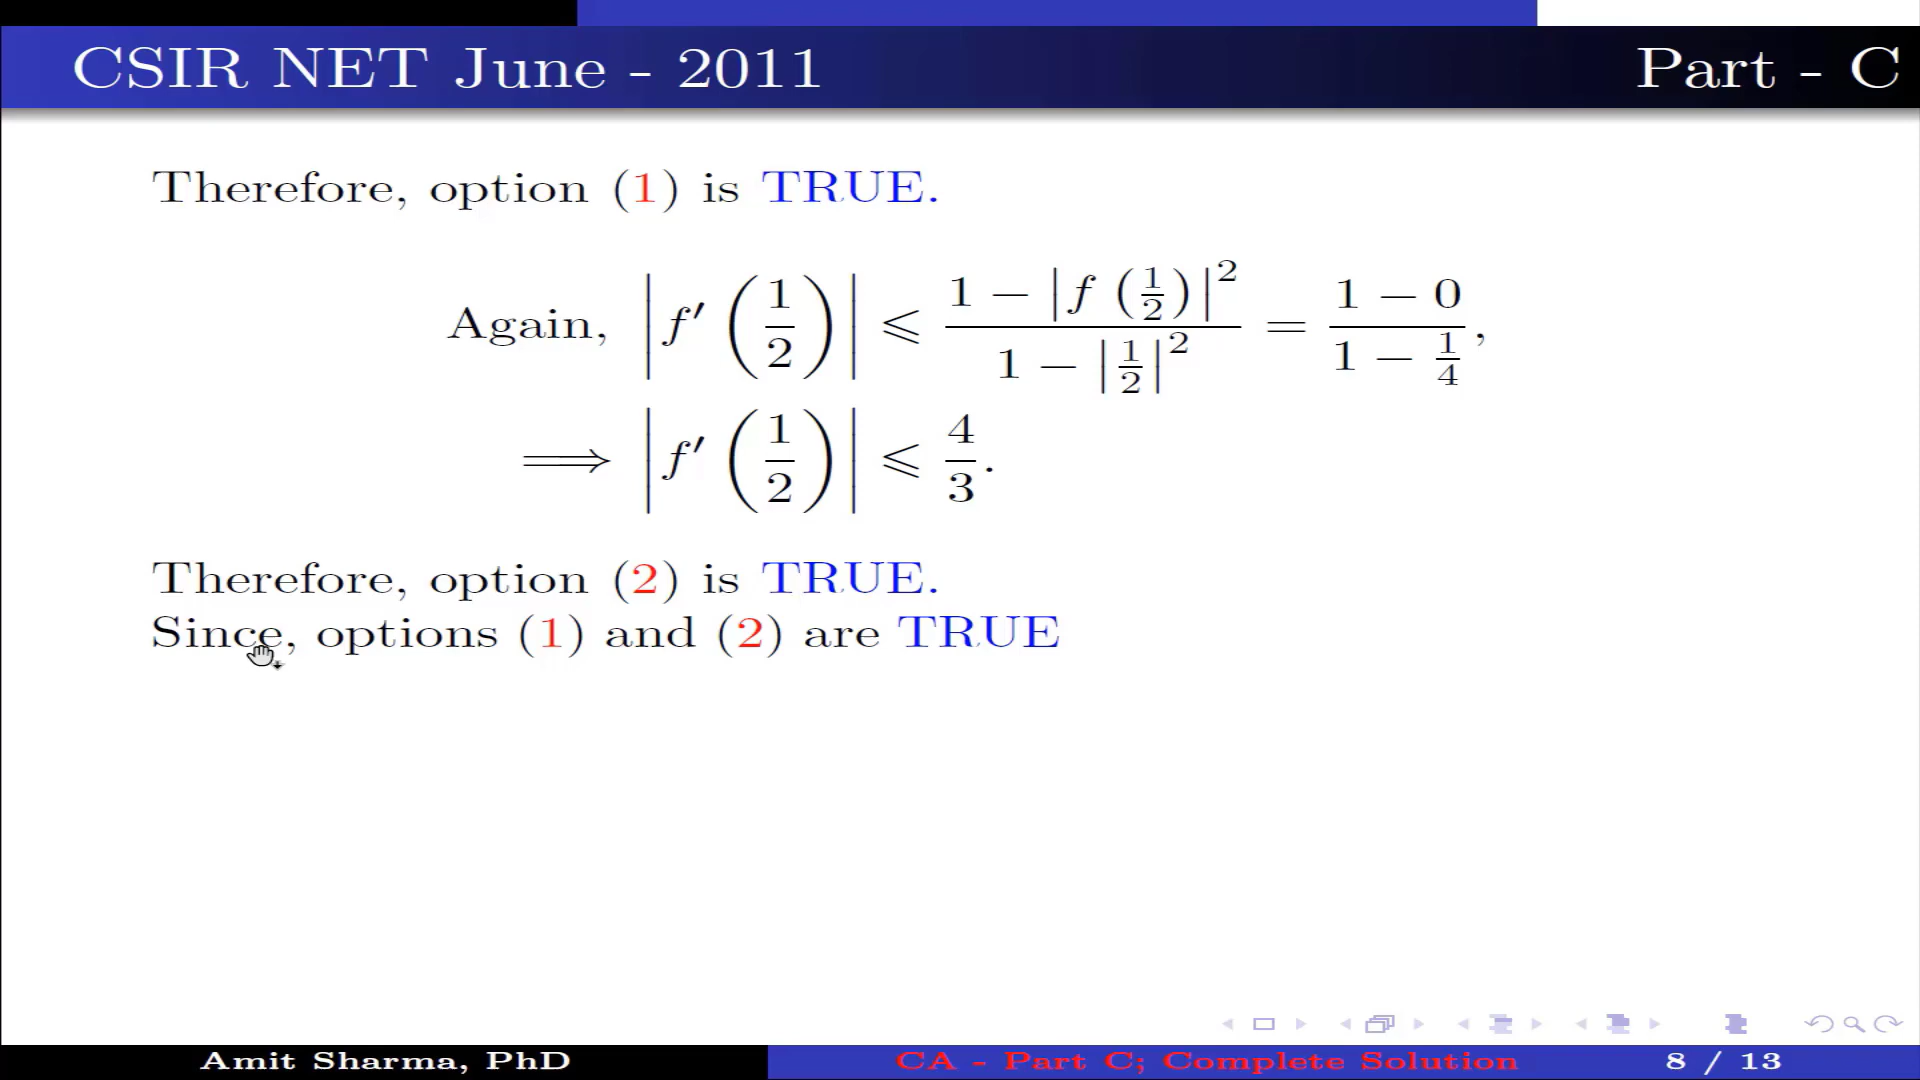 CSIR NET June - 2011 Part - C
Therefore, option (1) is TRUE.
Again, |f′(1/2)| ⩽ (1 − |f(1/2)|²)/(1 − |1/2|²) = (1 − 0)/(1 − 1/4),
⟹ |f′(1/2)| ⩽ 4/3.
Therefore, option (2) is TRUE.
Since, options (1) and (2) are TRUE
Amit Sharma, PhD CA - Part C; Complete Solution 8 / 13